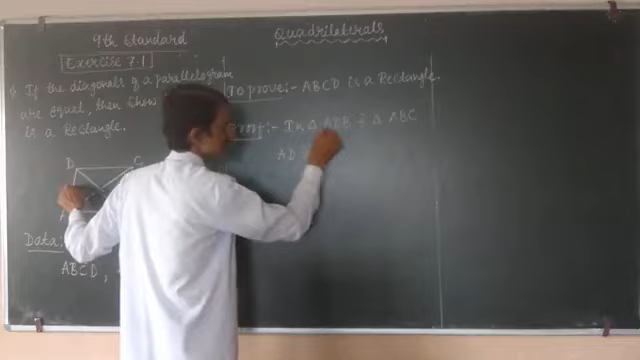 9th Standard
Quadrilaterals
Exercise 7.1
If the diagonals of a parallelogram
are equal, then show
is a Rectangle.
To prove:- ABCD is a Rectangle.
Proof:- In Δ ADB & Δ ABC
AD
D C
Data:
ABCD,